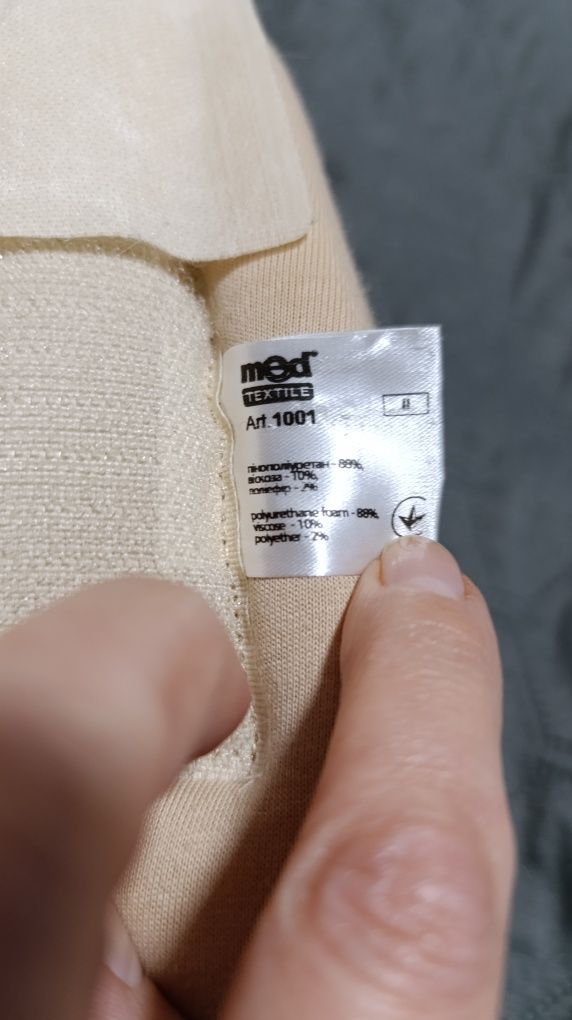 med®
TEXTILE
Art. 1001
II
пінополіуретан - 88%,
віскоза - 10%,
поліефір - 2%
polyurethane foam - 88%
viscose - 10%
polyether - 2%